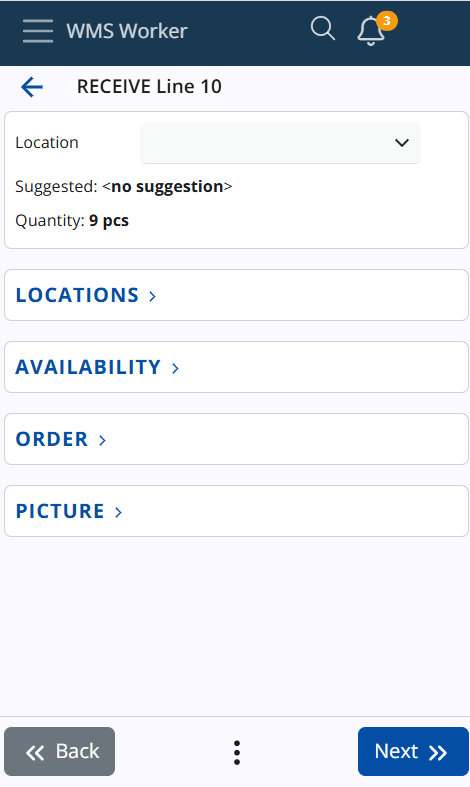 WMS Worker
3
RECEIVE Line 10
Location
Suggested: <no suggestion>
Quantity: 9 pcs
LOCATIONS
AVAILABILITY
ORDER
PICTURE
Back
Next